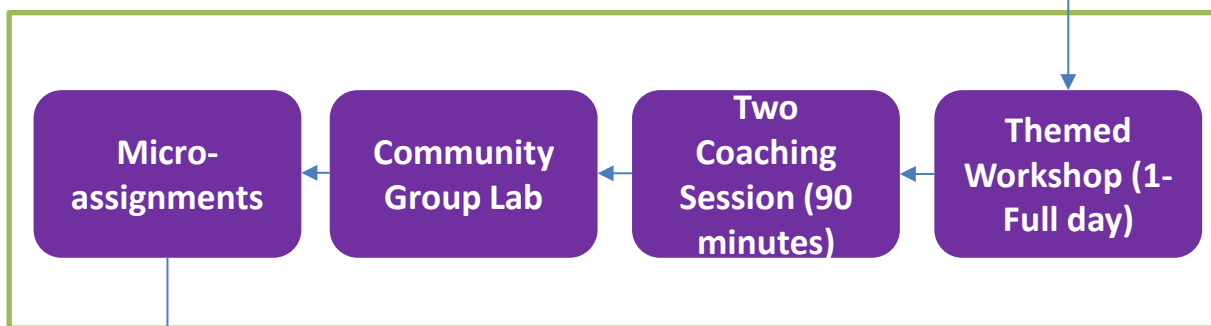 Micro-
assignments
Community
Group Lab
Two
Coaching
Session (90
minutes)
Themed
Workshop (1-
Full day)